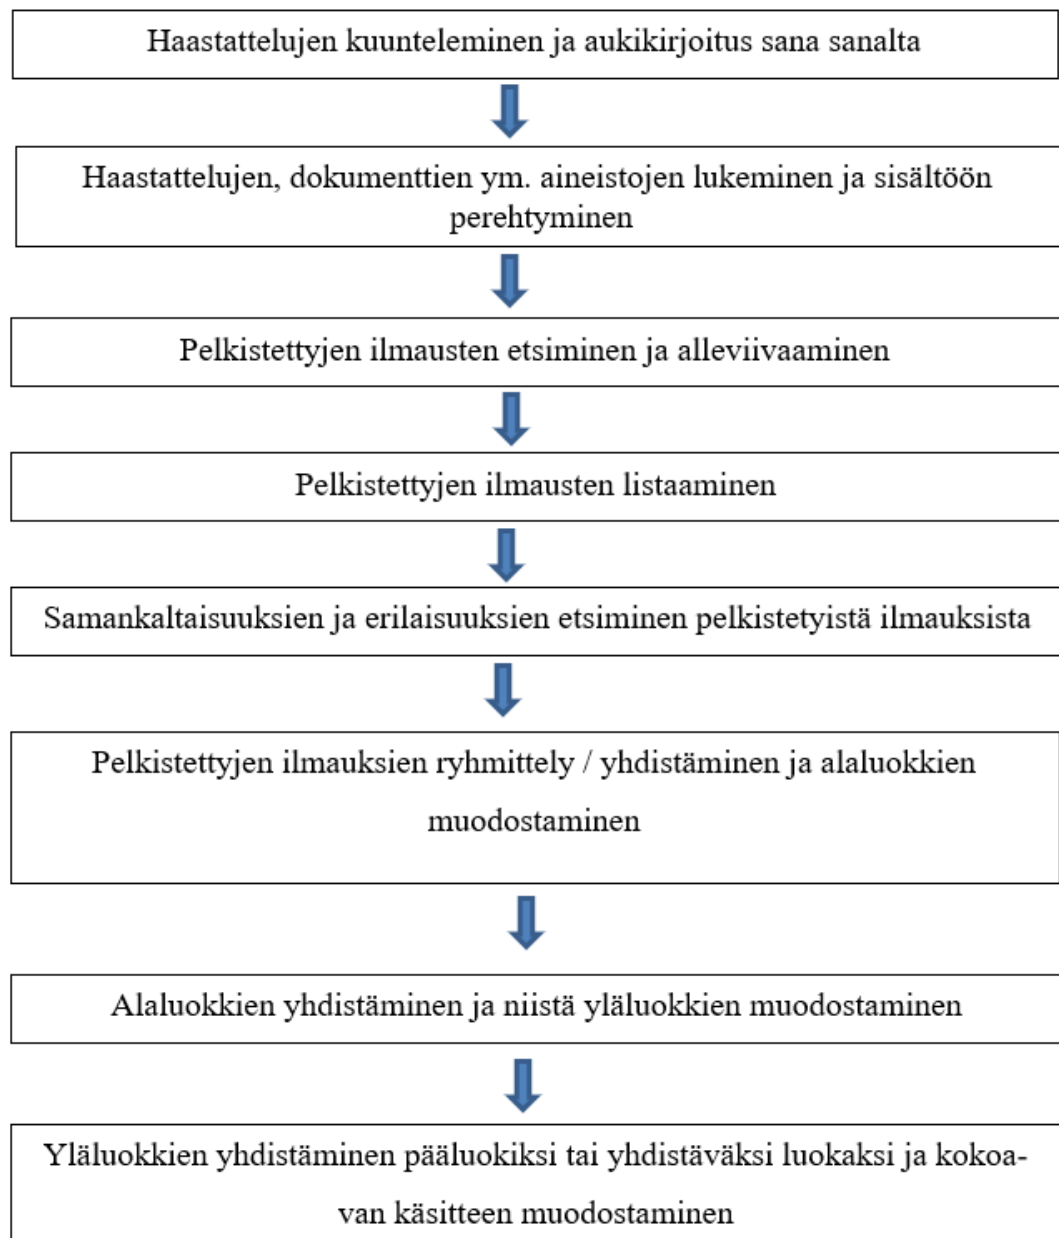 Haastattelujen kuunteleminen ja aukikirjoitus sana sanalta
Haastattelujen, dokumenttien ym. aineistojen lukeminen ja sisältöön
perehtyminen
Pelkistettyjen ilmausten etsiminen ja alleviivaaminen
Pelkistettyjen ilmausten listaaminen
Samankaltaisuuksien ja erilaisuuksien etsiminen pelkistetyistä ilmauksista
Pelkistettyjen ilmauksien ryhmittely / yhdistäminen ja alaluokkien
muodostaminen
Alaluokkien yhdistäminen ja niistä yläluokkien muodostaminen
Yläluokkien yhdistäminen pääluokiksi tai yhdistäväksi luokaksi ja kokoa-
van käsitteen muodostaminen